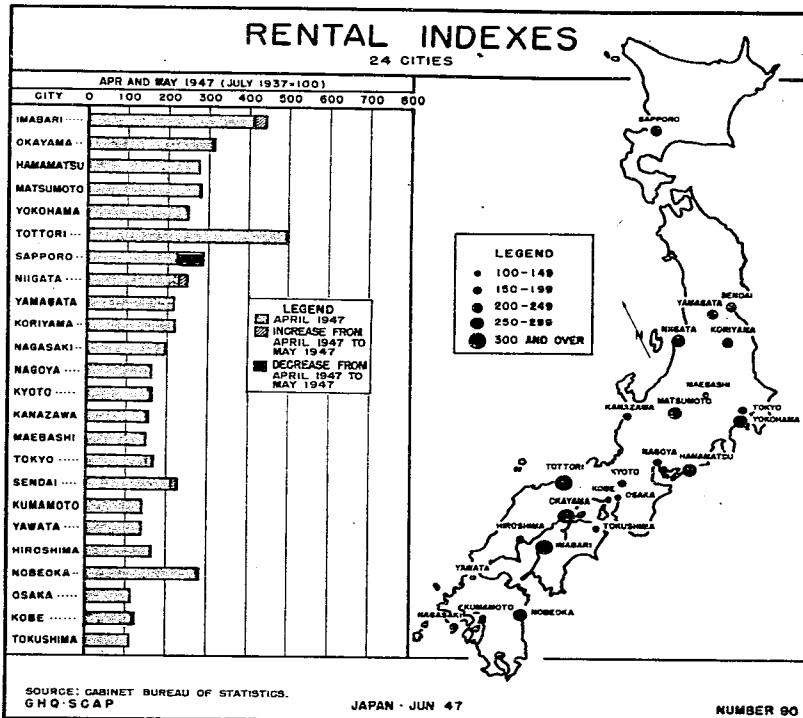 RENTAL INDEXES
24 CITIES
APR AND MAY 1947 (JULY 1937=100)
CITY 0 100 200 300 400 500 600 700 800
IMABARI
OKAYAMA
HAMAMATSU
MATSUMOTO
YOKOHAMA
TOTTORI
SAPPORO
NIIGATA
YAMAGATA
KORIYAMA
NAGASAKI
NAGOYA
KYOTO
KANAZAWA
MAEBASHI
TOKYO
SENDAI
KUMAMOTO
YAWATA
HIROSHIMA
NOBEOKA
OSAKA
KOBE
TOKUSHIMA
LEGEND
APRIL 1947
INCREASE FROM
APRIL 1947 TO
MAY 1947
DECREASE FROM
APRIL 1947 TO
MAY 1947
LEGEND
100-149
150-199
200-249
250-299
300 AND OVER
N
SAPPORO
SENDAI
YAMAGATA
NIIGATA
KORIYAMA
MAEBASHI
MATSUMOTO
KANAZAWA
TOKYO
YOKOHAMA
NAGOYA
HAMAMATSU
TOTTORI
KYOTO
KOBE
OSAKA
OKAYAMA
TOKUSHIMA
HIROSHIMA
IMABARI
YAWATA
KUMAMOTO
NAGASAKI
NOBEOKA
SOURCE: CABINET BUREAU OF STATISTICS.
GHQ-SCAP
JAPAN - JUN 47
NUMBER 90